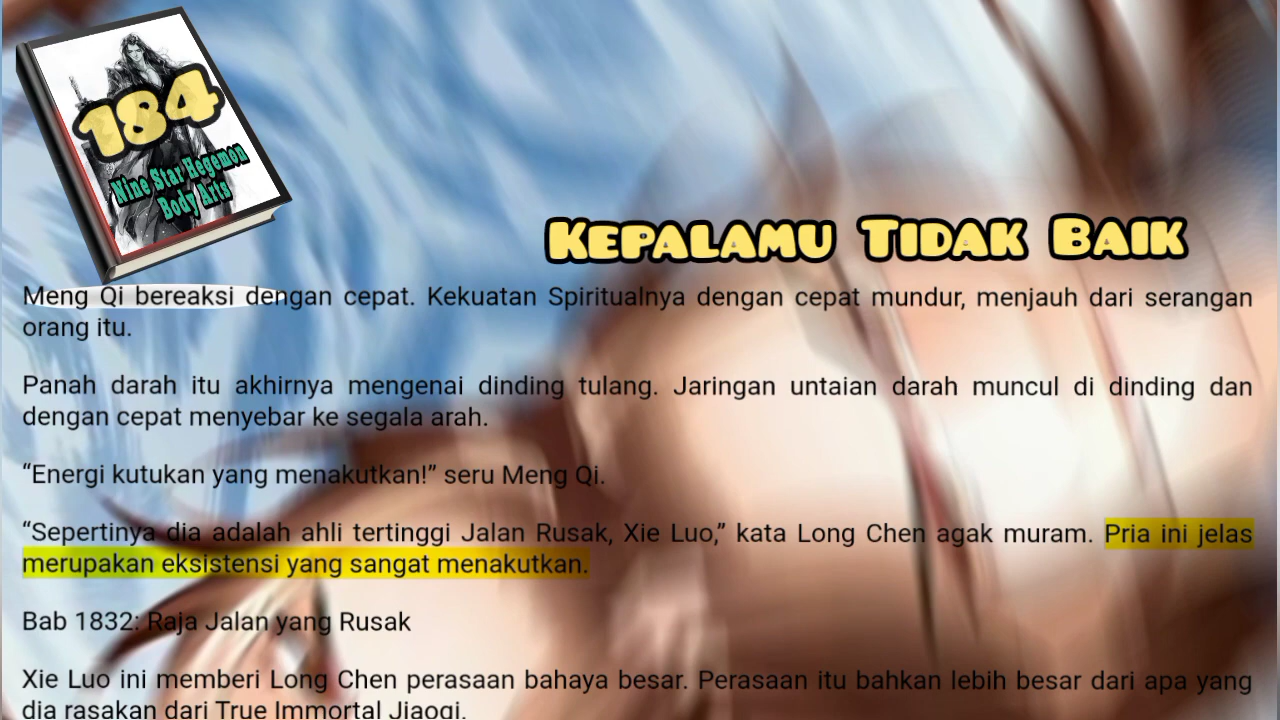 184
Nine Star Hegemon
Body Arts
Kepalamu Tidak Baik
Meng Qi bereaksi dengan cepat. Kekuatan Spiritualnya dengan cepat mundur, menjauh dari serangan
orang itu.
Panah darah itu akhirnya mengenai dinding tulang. Jaringan untaian darah muncul di dinding dan
dengan cepat menyebar ke segala arah.
“Energi kutukan yang menakutkan!” seru Meng Qi.
“Sepertinya dia adalah ahli tertinggi Jalan Rusak, Xie Luo,” kata Long Chen agak muram. Pria ini jelas
merupakan eksistensi yang sangat menakutkan.
Bab 1832: Raja Jalan yang Rusak
Xie Luo ini memberi Long Chen perasaan bahaya besar. Perasaan itu bahkan lebih besar dari apa yang
dia rasakan dari True Immortal Jiaoqi.